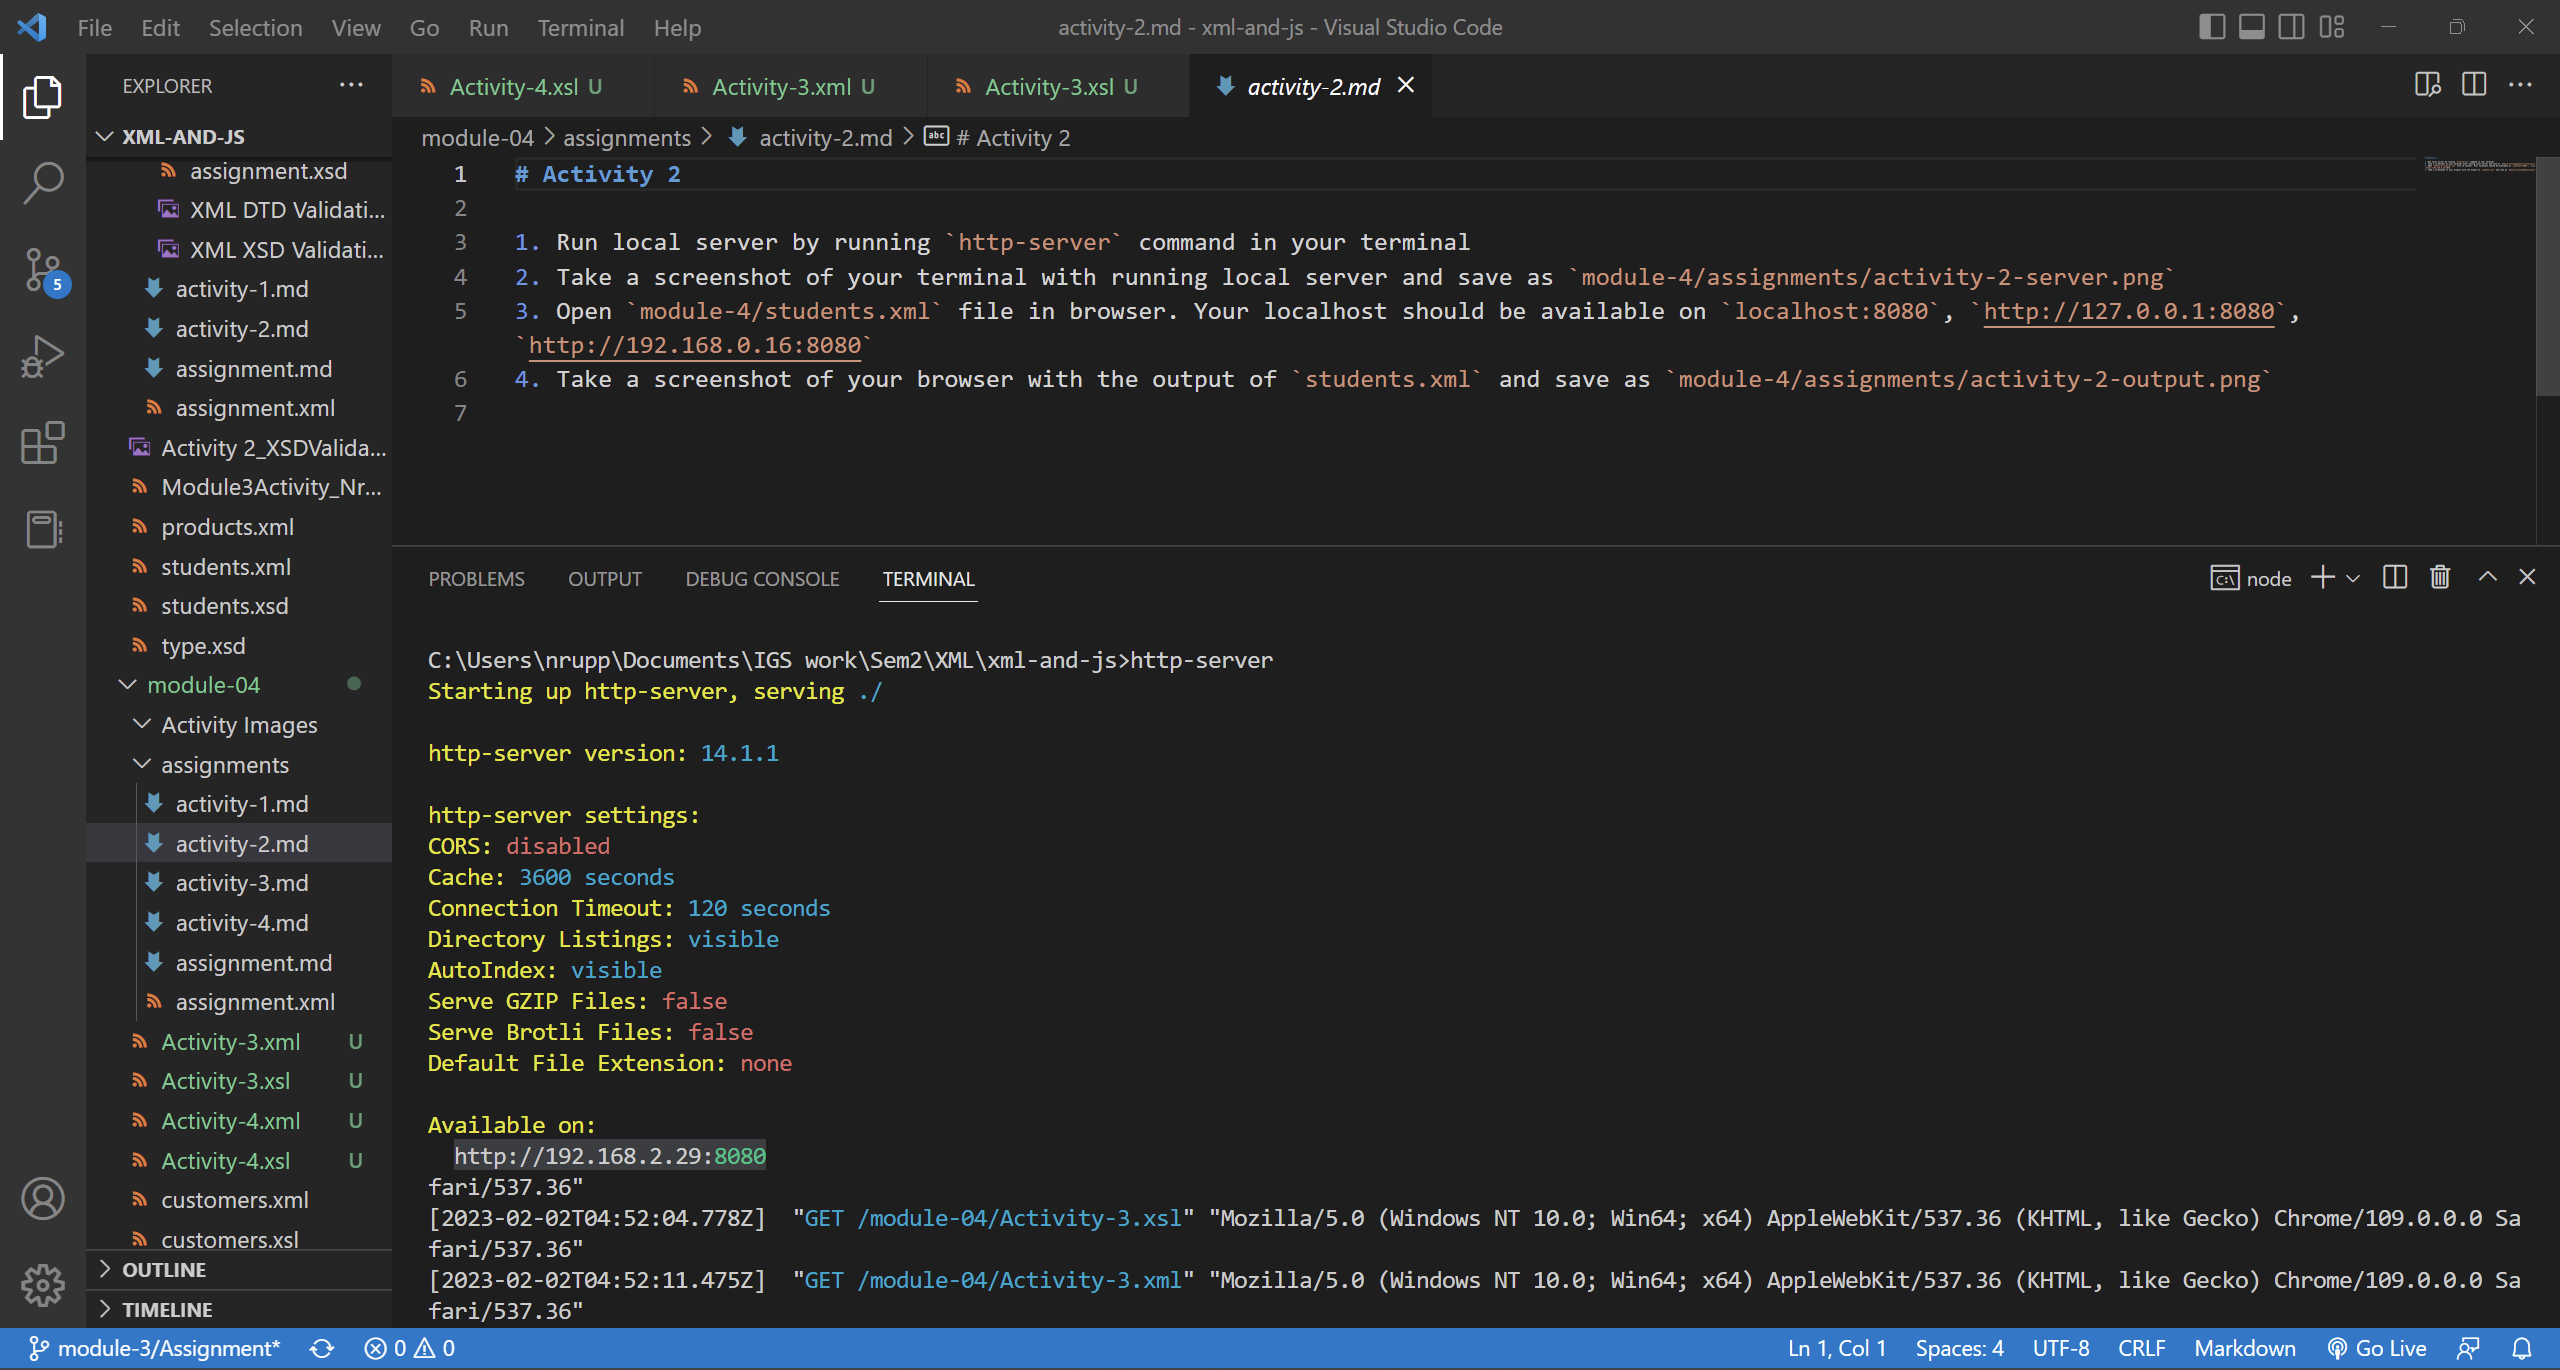 File Edit Selection View Go Run Terminal Help
activity-2.md - xml-and-js - Visual Studio Code
EXPLORER
XML-AND-JS
assignment.xsd
XML DTD Validati...
XML XSD Validati...
activity-1.md
activity-2.md
assignment.md
assignment.xml
Activity 2_XSDValida...
Module3Activity_Nr...
products.xml
students.xml
students.xsd
type.xsd
module-04
Activity Images
assignments
activity-1.md
activity-2.md
activity-3.md
activity-4.md
assignment.md
assignment.xml
Activity-3.xml U
Activity-3.xsl U
Activity-4.xml U
Activity-4.xsl U
customers.xml
customers.xsl
OUTLINE
TIMELINE
5
Activity-4.xsl U Activity-3.xml U Activity-3.xsl U activity-2.md
module-04 > assignments > activity-2.md > abc # Activity 2
1 # Activity 2
2
3 1. Run local server by running `http-server` command in your terminal
4 2. Take a screenshot of your terminal with running local server and save as `module-4/assignments/activity-2-server.png`
5 3. Open `module-4/students.xml` file in browser. Your localhost should be available on `localhost:8080`, `http://127.0.0.1:8080`,
`http://192.168.0.16:8080`
6 4. Take a screenshot of your browser with the output of `students.xml` and save as `module-4/assignments/activity-2-output.png`
7
PROBLEMS OUTPUT DEBUG CONSOLE TERMINAL
node
C:\Users\nrupp\Documents\IGS work\Sem2\XML\xml-and-js>http-server
Starting up http-server, serving ./
http-server version: 14.1.1
http-server settings:
CORS: disabled
Cache: 3600 seconds
Connection Timeout: 120 seconds
Directory Listings: visible
AutoIndex: visible
Serve GZIP Files: false
Serve Brotli Files: false
Default File Extension: none
Available on:
http://192.168.2.29:8080
fari/537.36"
[2023-02-02T04:52:04.778Z] "GET /module-04/Activity-3.xsl" "Mozilla/5.0 (Windows NT 10.0; Win64; x64) AppleWebKit/537.36 (KHTML, like Gecko) Chrome/109.0.0.0 Sa
fari/537.36"
[2023-02-02T04:52:11.475Z] "GET /module-04/Activity-3.xml" "Mozilla/5.0 (Windows NT 10.0; Win64; x64) AppleWebKit/537.36 (KHTML, like Gecko) Chrome/109.0.0.0 Sa
fari/537.36"
module-3/Assignment* 0 0
Ln 1, Col 1 Spaces: 4 UTF-8 CRLF Markdown Go Live